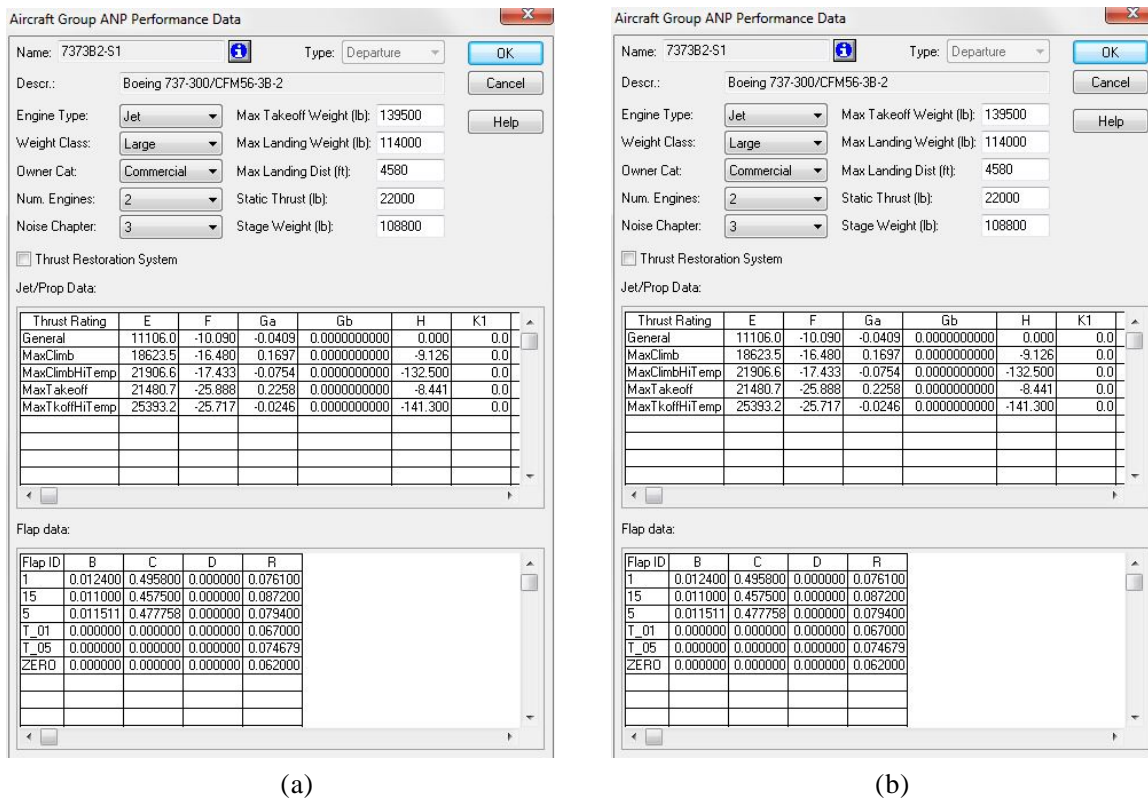 Aircraft Group ANP Performance Data
Name: 7373B2-S1 Type: Departure OK
Descr.: Boeing 737-300/CFM56-3B-2 Cancel
Engine Type: Jet Max Takeoff Weight (lb): 139500 Help
Weight Class: Large Max Landing Weight (lb): 114000
Owner Cat: Commercial Max Landing Dist (ft): 4580
Num. Engines: 2 Static Thrust (lb): 22000
Noise Chapter: 3 Stage Weight (lb): 108800
Thrust Restoration System
Jet/Prop Data:
Thrust Rating E F Ga Gb H K1
General 11106.0 -10.090 -0.0409 0.0000000000 0.000 0.0
MaxClimb 18623.5 -16.480 0.1697 0.0000000000 -9.126 0.0
MaxClimbHiTemp 21906.6 -17.433 -0.0754 0.0000000000 -132.500 0.0
MaxTakeoff 21480.7 -25.888 0.2258 0.0000000000 -8.441 0.0
MaxTkoffHiTemp 25393.2 -25.717 -0.0246 0.0000000000 -141.300 0.0
Flap data:
Flap ID B C D R
1 0.012400 0.495800 0.000000 0.076100
15 0.011000 0.457500 0.000000 0.087200
5 0.011511 0.477758 0.000000 0.079400
T_01 0.000000 0.000000 0.000000 0.067000
T_05 0.000000 0.000000 0.000000 0.074679
ZERO 0.000000 0.000000 0.000000 0.062000
(a)
Aircraft Group ANP Performance Data
Name: 7373B2-S1 Type: Departure OK
Descr.: Boeing 737-300/CFM56-3B-2 Cancel
Engine Type: Jet Max Takeoff Weight (lb): 139500 Help
Weight Class: Large Max Landing Weight (lb): 114000
Owner Cat: Commercial Max Landing Dist (ft): 4580
Num. Engines: 2 Static Thrust (lb): 22000
Noise Chapter: 3 Stage Weight (lb): 108800
Thrust Restoration System
Jet/Prop Data:
Thrust Rating E F Ga Gb H K1
General 11106.0 -10.090 -0.0409 0.0000000000 0.000 0.0
MaxClimb 18623.5 -16.480 0.1697 0.0000000000 -9.126 0.0
MaxClimbHiTemp 21906.6 -17.433 -0.0754 0.0000000000 -132.500 0.0
MaxTakeoff 21480.7 -25.888 0.2258 0.0000000000 -8.441 0.0
MaxTkoffHiTemp 25393.2 -25.717 -0.0246 0.0000000000 -141.300 0.0
Flap data:
Flap ID B C D R
1 0.012400 0.495800 0.000000 0.076100
15 0.011000 0.457500 0.000000 0.087200
5 0.011511 0.477758 0.000000 0.079400
T_01 0.000000 0.000000 0.000000 0.067000
T_05 0.000000 0.000000 0.000000 0.074679
ZERO 0.000000 0.000000 0.000000 0.062000
(b)